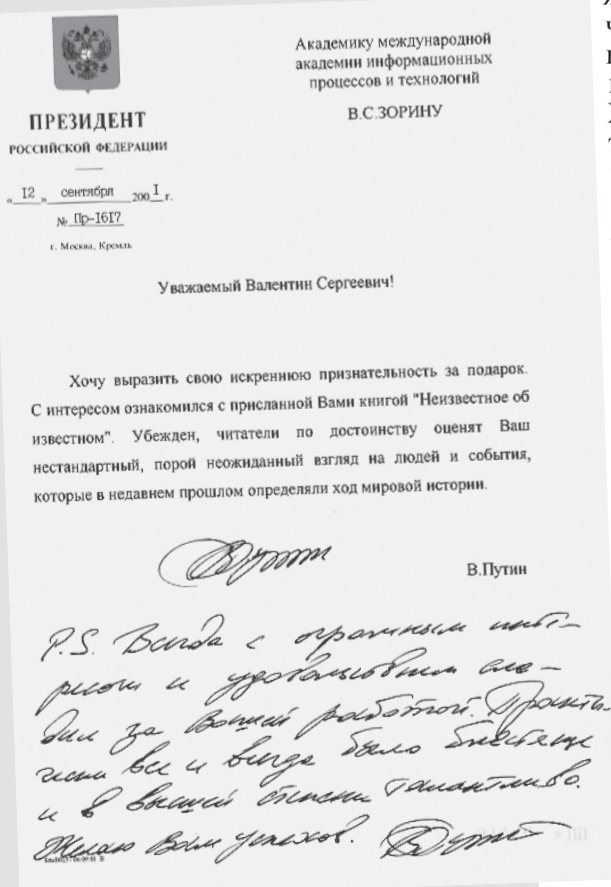 Академику международной
академии информационных
процессов и технологий
В.С.ЗОРИНУ
ПРЕЗИДЕНТ
РОССИЙСКОЙ ФЕДЕРАЦИИ
« 12 » сентября 2001 г.
№ Пр-1617
г. Москва, Кремль
Уважаемый Валентин Сергеевич!
Хочу выразить свою искреннюю признательность за подарок.
С интересом ознакомился с присланной Вами книгой "Неизвестное об
известном". Убежден, читатели по достоинству оценят Ваш
нестандартный, порой неожиданный взгляд на людей и события,
которые в недавнем прошлом определяли ход мировой истории.
В.Путин
P.S. Всегда с огромным инте-
ресом и удовольствием сле-
дил за Вашей работой. Практи-
чески все и всегда было блестяще
и в высшей степени талантливо.
Желаю Вам успехов.